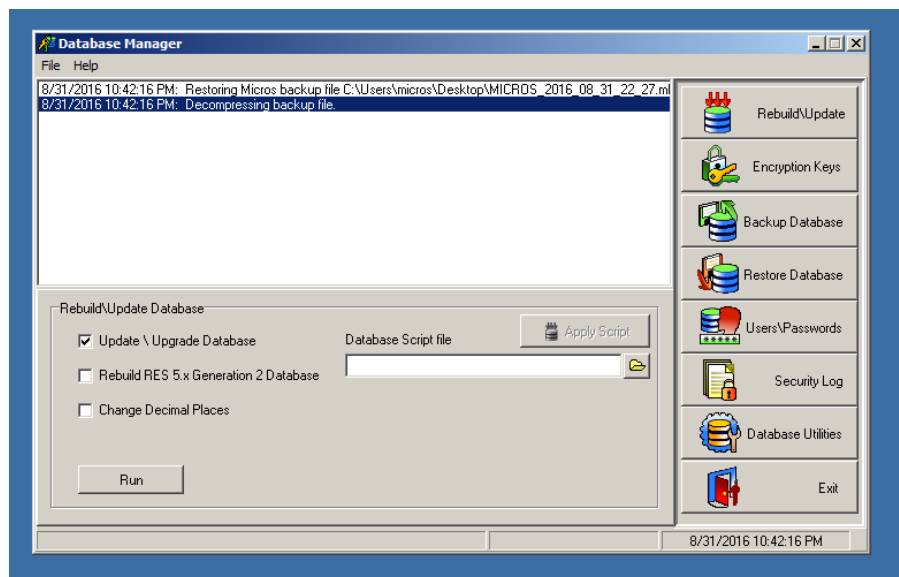 Database Manager
File Help
8/31/2016 10:42:16 PM: Restoring Micros backup file C:\Users\micros\Desktop\MICROS_2016_08_31_22_27.ml
8/31/2016 10:42:16 PM: Decompressing backup file.
Rebuild\Update
Encryption Keys
Backup Database
Restore Database
Users\Passwords
Security Log
Database Utilities
Exit
Rebuild\Update Database
Update \ Upgrade Database
Database Script file
Apply Script
Rebuild RES 5.x Generation 2 Database
Change Decimal Places
Run
8/31/2016 10:42:16 PM